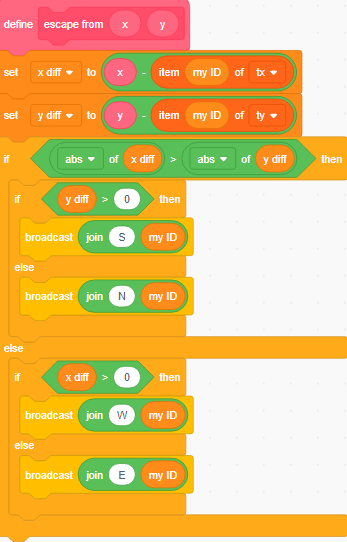 define escape from x y
set x diff to x - item my ID of tx
set y diff to y - item my ID of ty
if abs of x diff > abs of y diff then
if y diff > 0 then
broadcast join S my ID
else
broadcast join N my ID
else
if x diff > 0 then
broadcast join W my ID
else
broadcast join E my ID